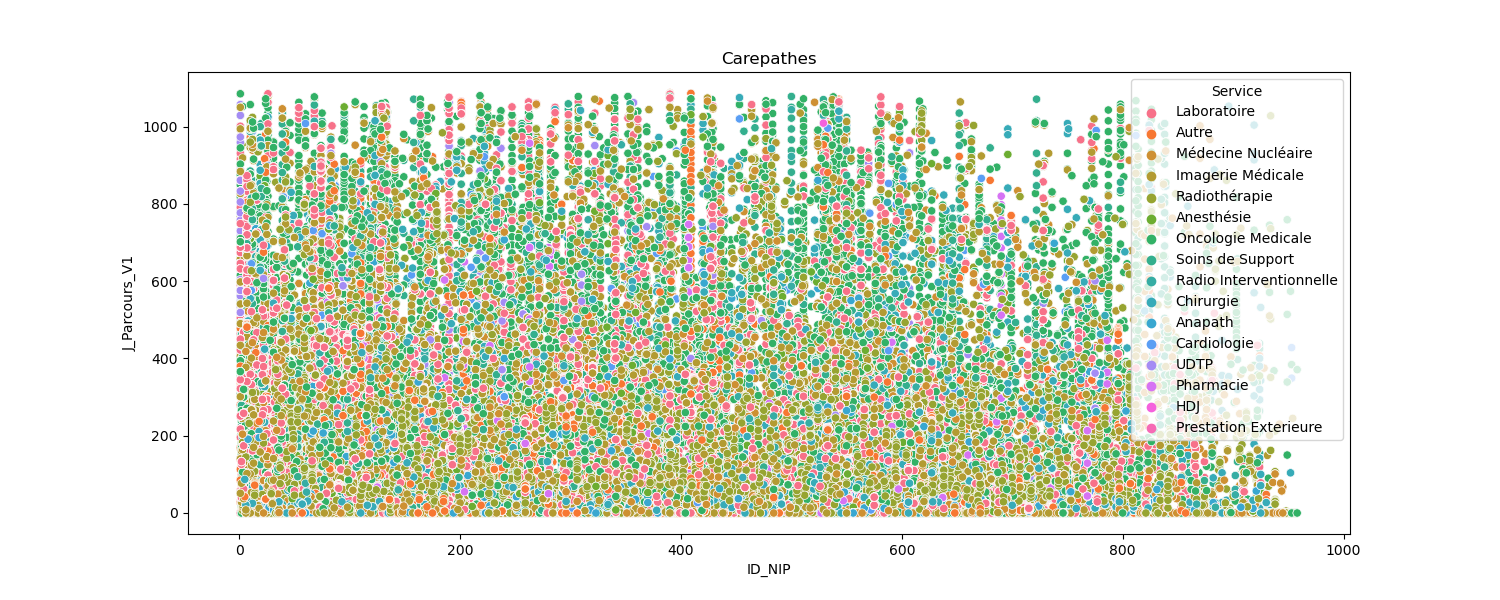 Carepathes
Service
Laboratoire
Autre
Médecine Nucléaire
Imagerie Médicale
Radiothérapie
Anesthésie
Oncologie Medicale
Soins de Support
Radio Interventionnelle
Chirurgie
Anapath
Cardiologie
UDTP
Pharmacie
HDJ
Prestation Exterieure
J_Parcours_V1
1000
800
600
400
200
0
0 200 400 600 800 1000
ID_NIP